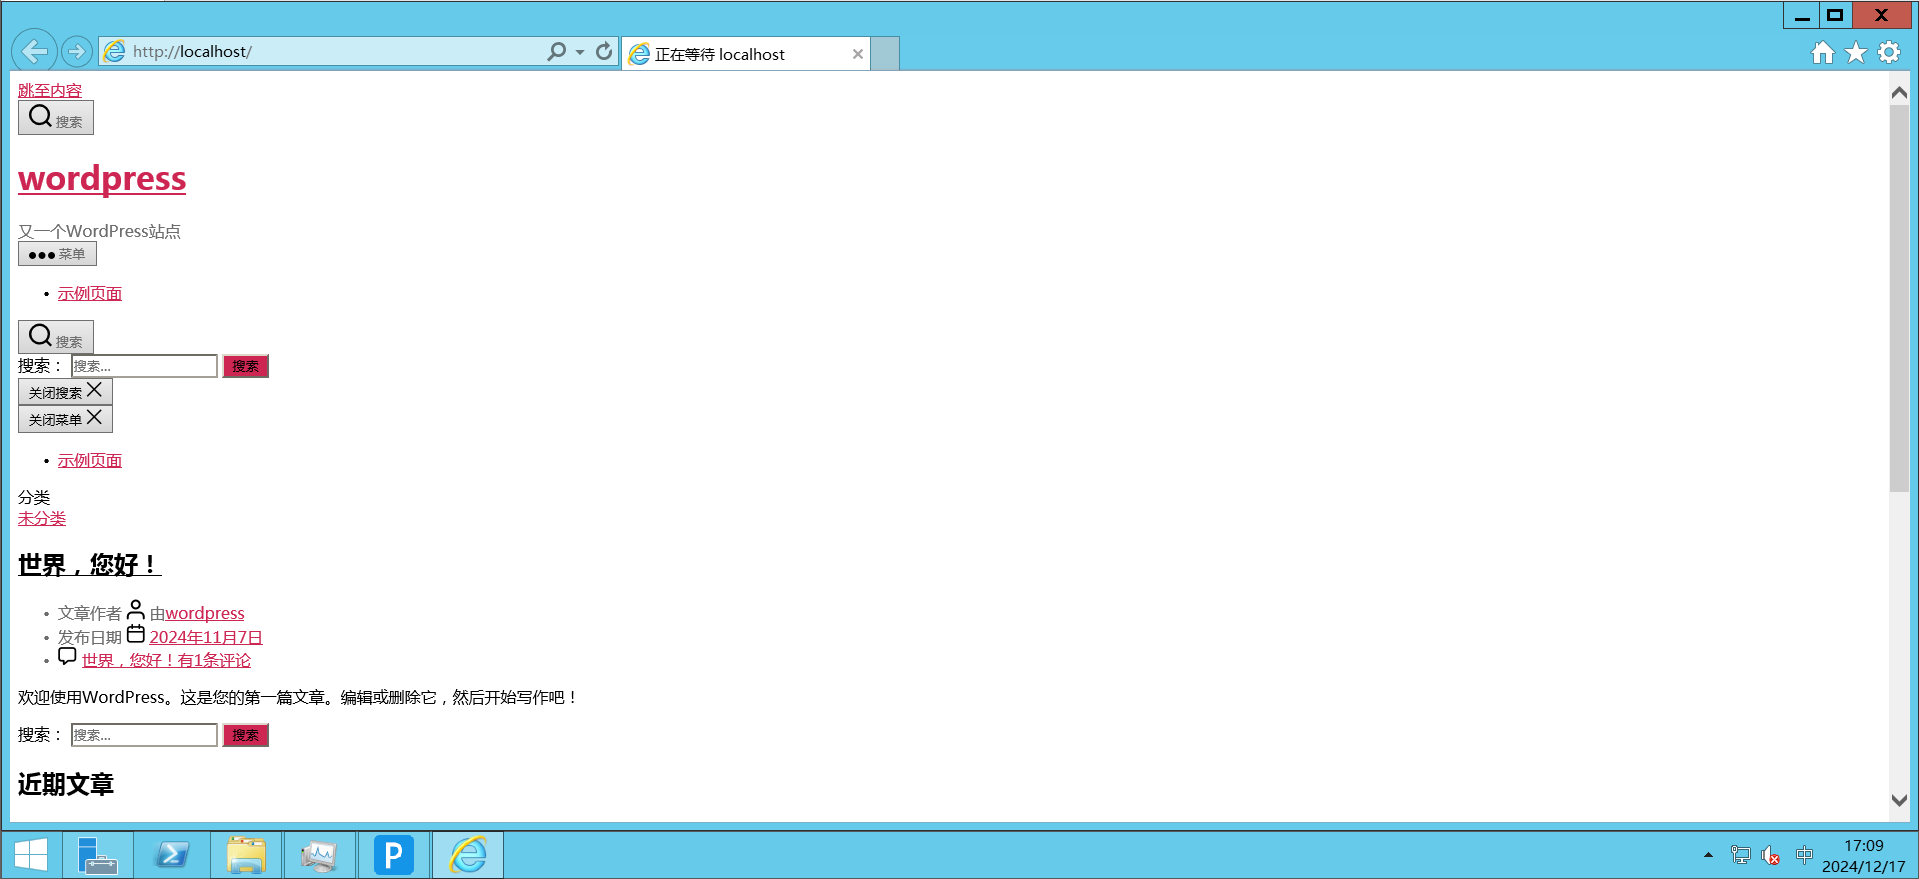 http://localhost/
正在等待 localhost
跳至内容
搜索
wordpress
又一个WordPress站点
菜单
示例页面
搜索
搜索： 搜索... 搜索
关闭搜索
关闭菜单
示例页面
分类
未分类
世界，您好！
文章作者 由wordpress
发布日期 2024年11月7日
世界，您好！有1条评论
欢迎使用WordPress。这是您的第一篇文章。编辑或删除它，然后开始写作吧！
搜索： 搜索... 搜索
近期文章
P
中
17:09
2024/12/17